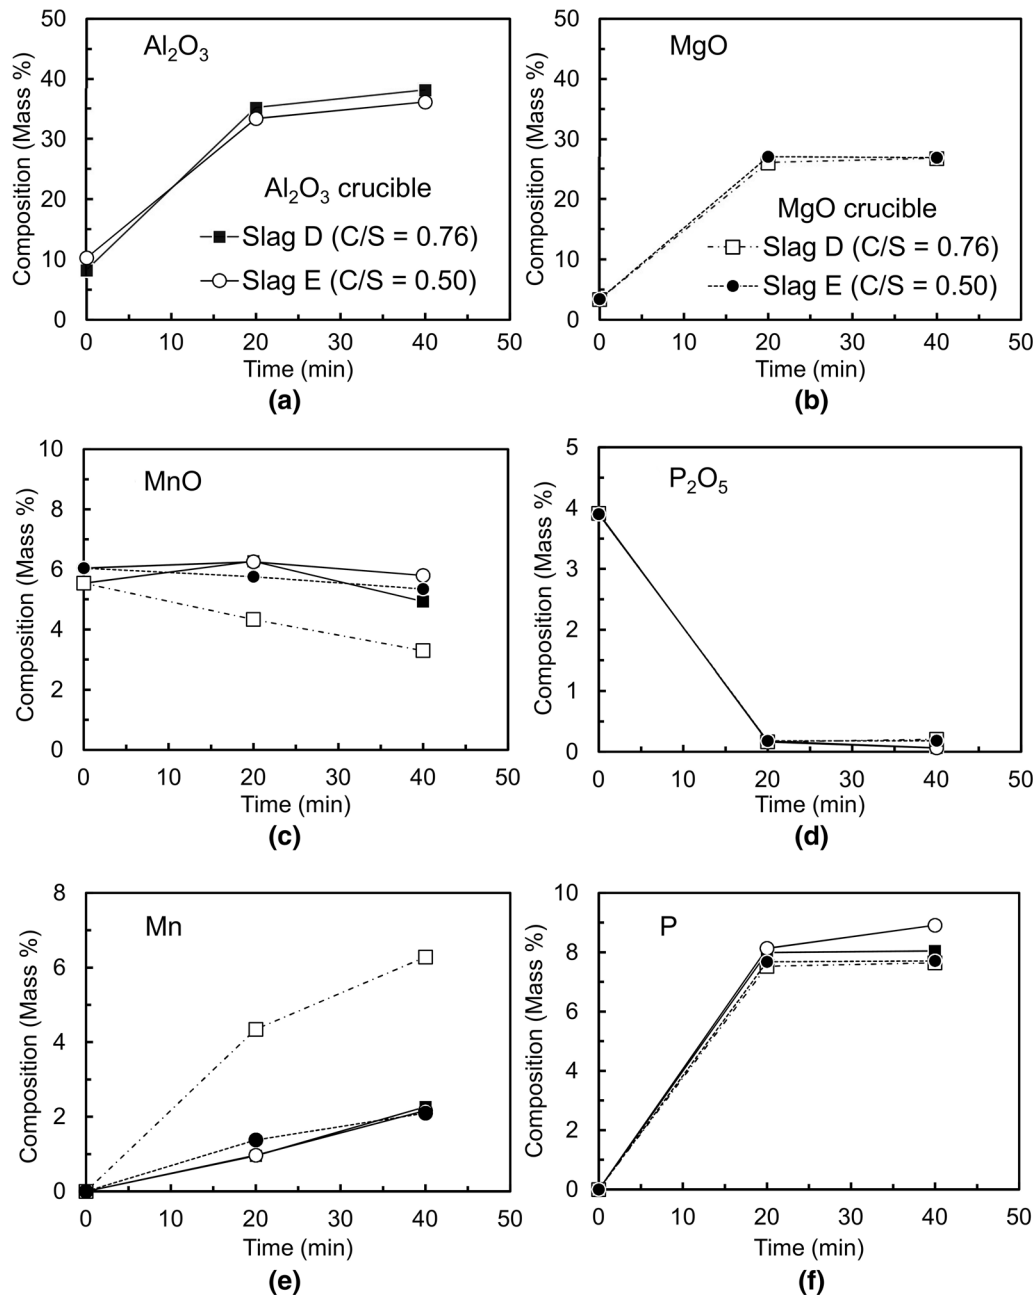 50
40
30
20
10
0
Composition (Mass %)
Al₂O₃
Al₂O₃ crucible
Slag D (C/S = 0.76)
Slag E (C/S = 0.50)
0 10 20 30 40 50
Time (min)
(a)
50
40
30
20
10
0
Composition (Mass %)
MgO
MgO crucible
Slag D (C/S = 0.76)
Slag E (C/S = 0.50)
0 10 20 30 40 50
Time (min)
(b)
10
8
6
4
2
0
Composition (Mass %)
MnO
0 10 20 30 40 50
Time (min)
(c)
5
4
3
2
1
0
Composition (Mass %)
P₂O₅
0 10 20 30 40 50
Time (min)
(d)
8
6
4
2
0
Composition (Mass %)
Mn
0 10 20 30 40 50
Time (min)
(e)
10
8
6
4
2
0
Composition (Mass %)
P
0 10 20 30 40 50
Time (min)
(f)